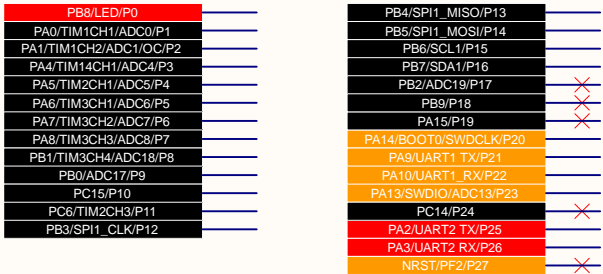 PB8/LED/P0
PA0/TIM1CH1/ADC0/P1
PA1/TIM1CH2/ADC1/OC/P2
PA4/TIM14CH1/ADC4/P3
PA5/TIM2CH1/ADC5/P4
PA6/TIM3CH1/ADC6/P5
PA7/TIM3CH2/ADC7/P6
PA8/TIM3CH3/ADC8/P7
PB1/TIM3CH4/ADC18/P8
PB0/ADC17/P9
PC15/P10
PC6/TIM2CH3/P11
PB3/SPI1_CLK/P12
PB4/SPI1_MISO/P13
PB5/SPI1_MOSI/P14
PB6/SCL1/P15
PB7/SDA1/P16
PB2/ADC19/P17
PB9/P18
PA15/P19
PA14/BOOT0/SWDCLK/P20
PA9/UART1 TX/P21
PA10/UART1_RX/P22
PA13/SWDIO/ADC13/P23
PC14/P24
PA2/UART2 TX/P25
PA3/UART2 RX/P26
NRST/PF2/P27